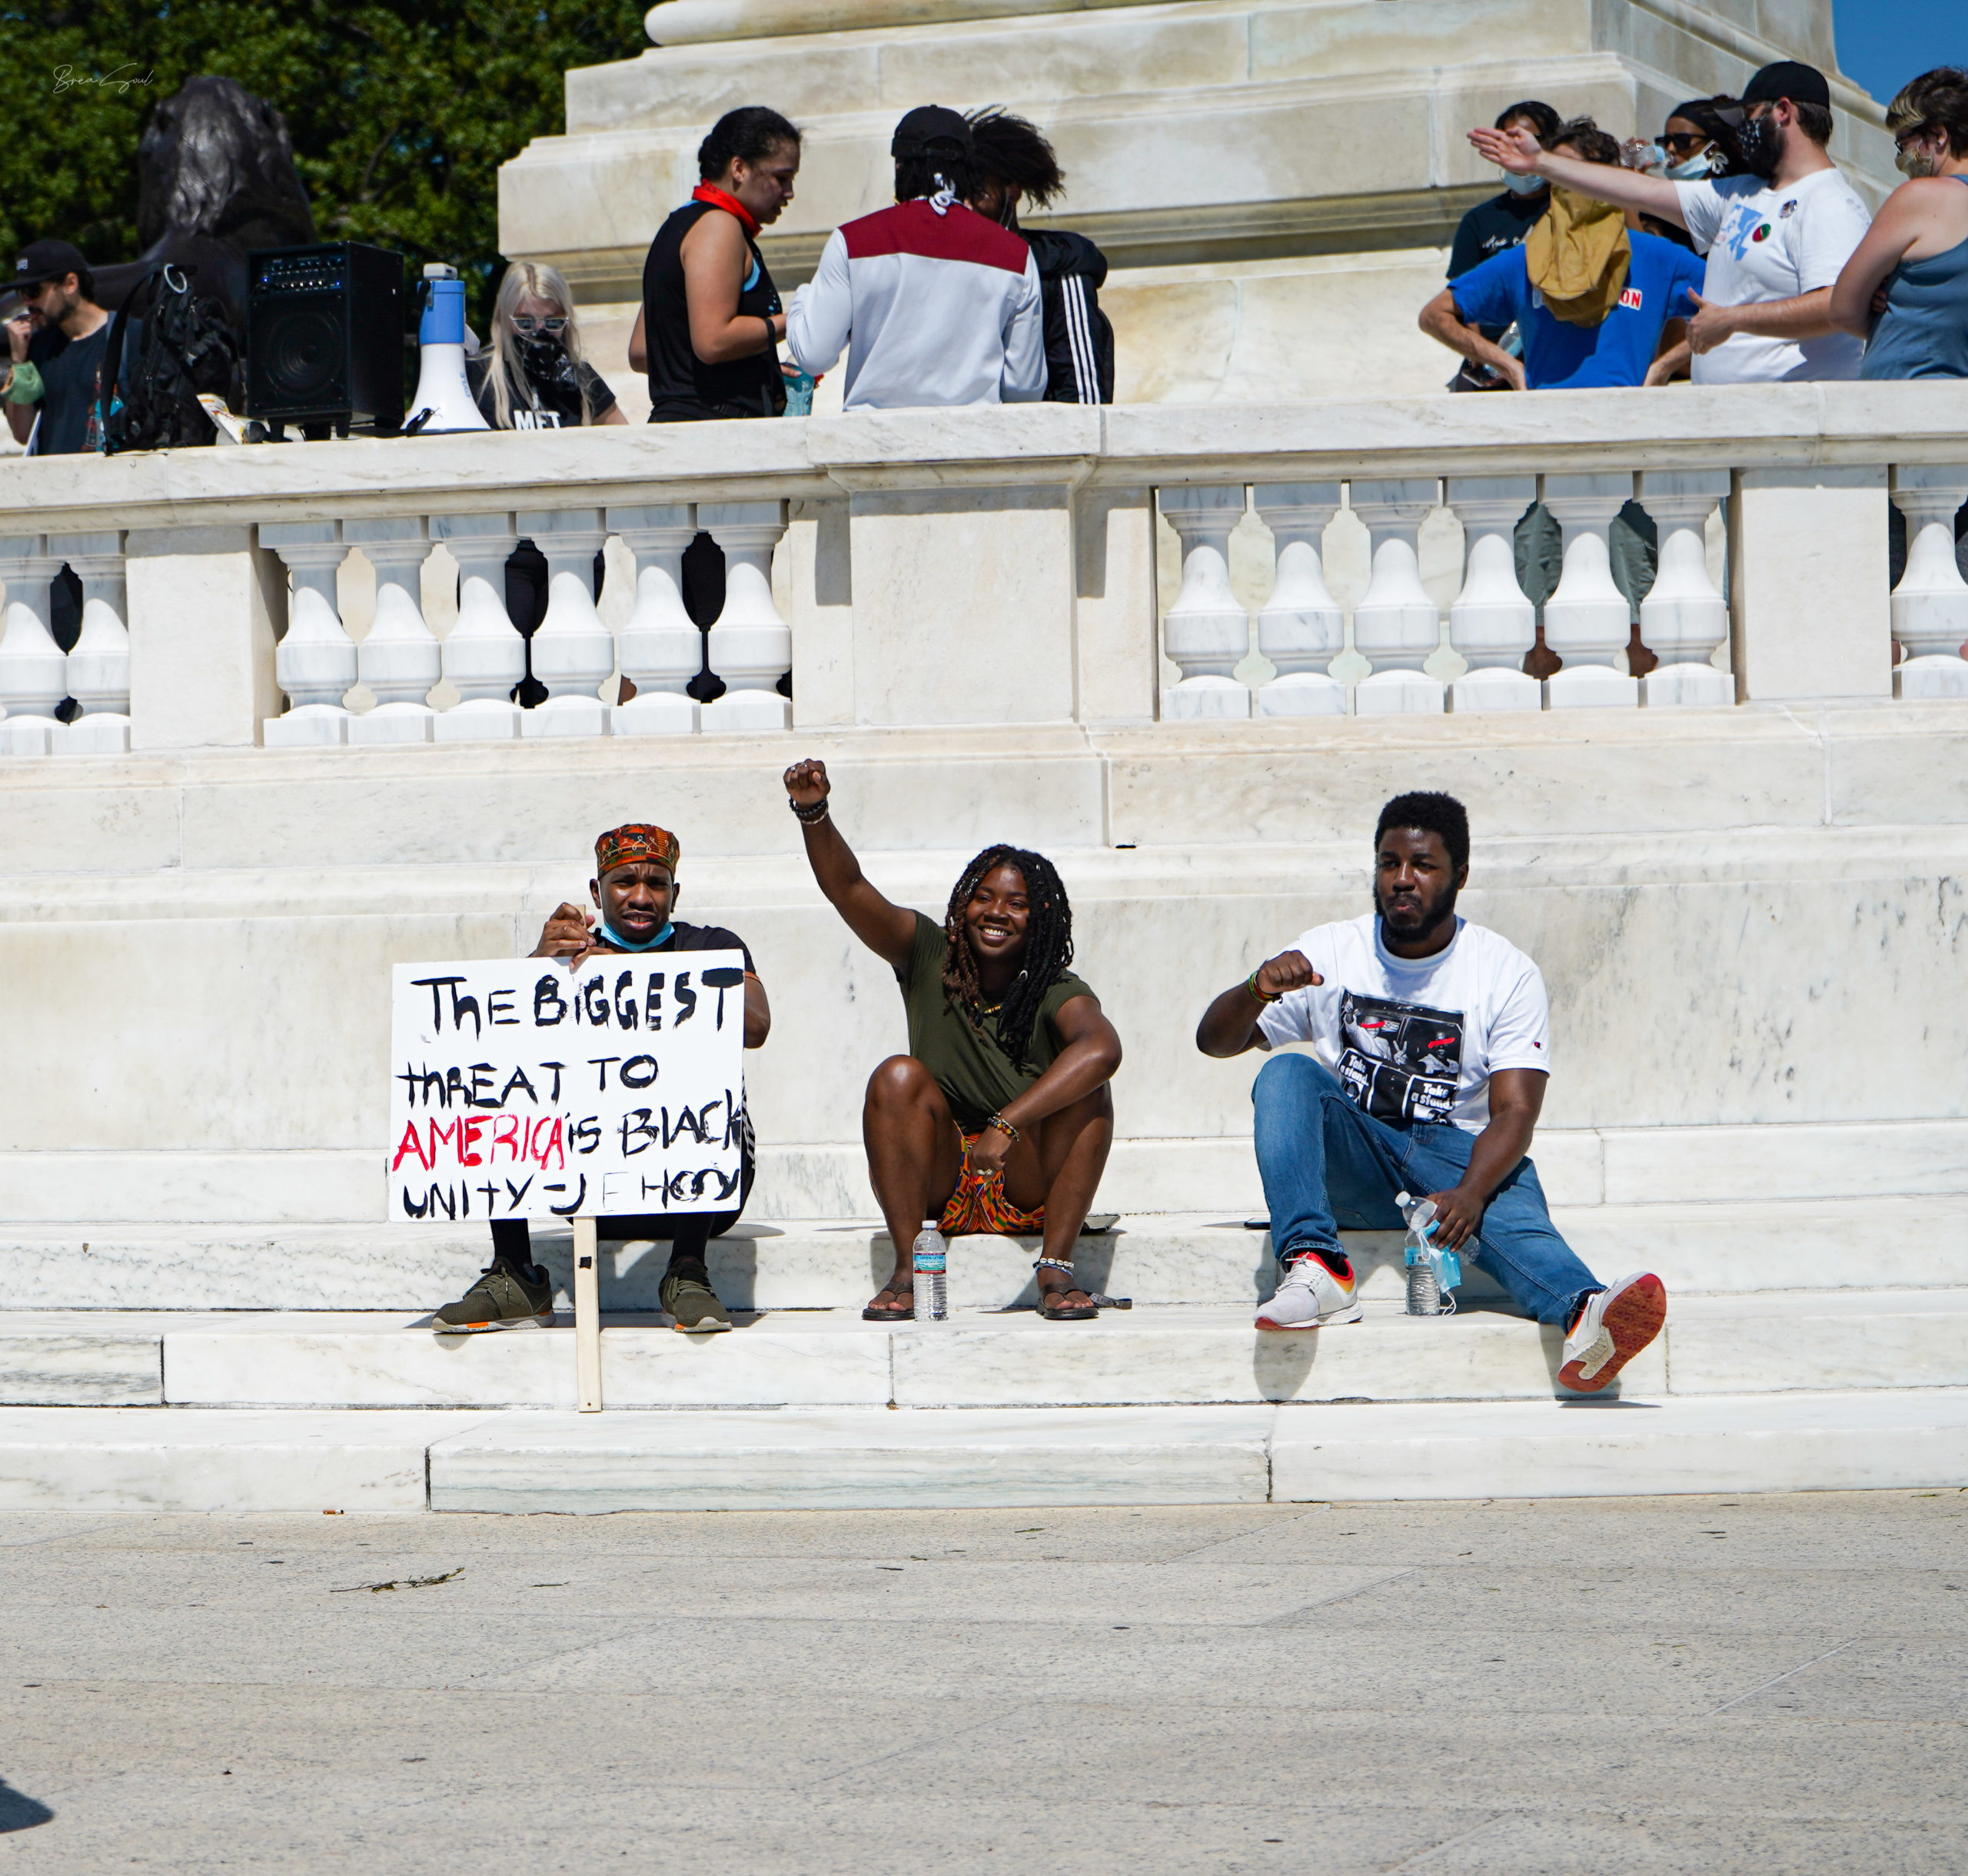 Brea Soul
MET
ON
THE BIGGEST
THREAT TO
AMERICA IS BLACK
UNITY - J E HOOV
Take
a stand.
Take
a stand.